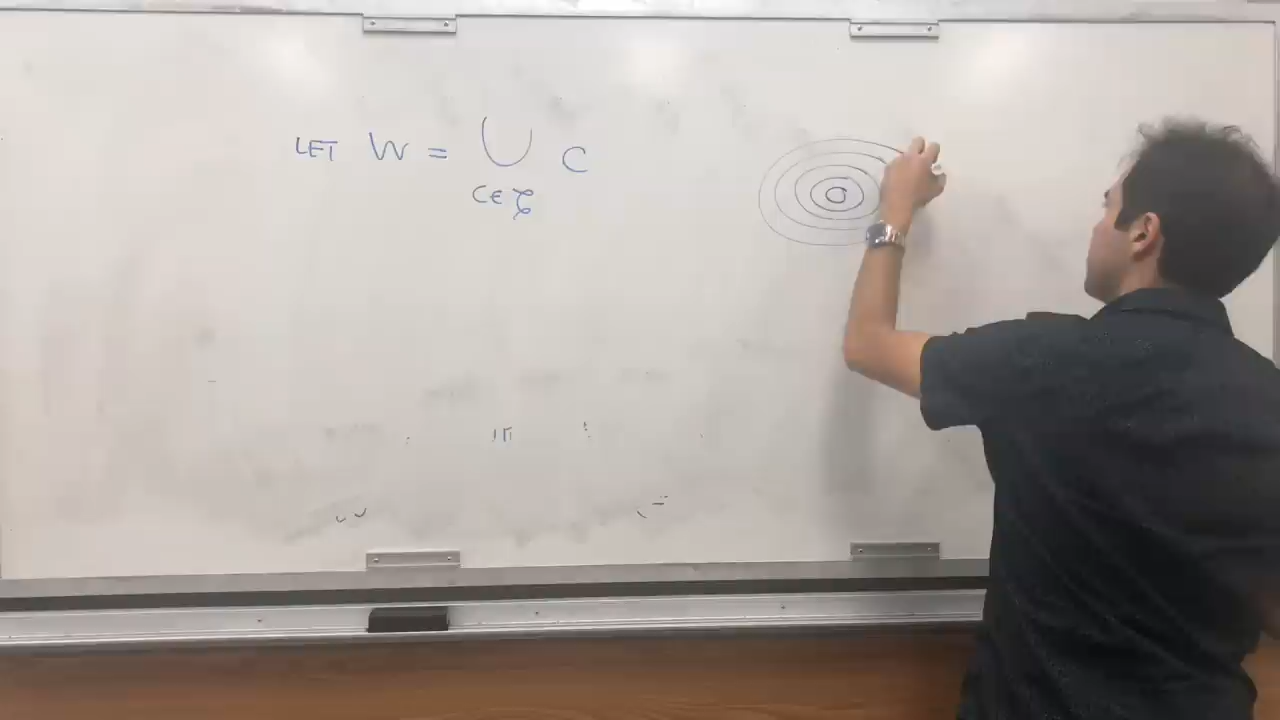 LET W = ∪ C
C ∈ 𝒞